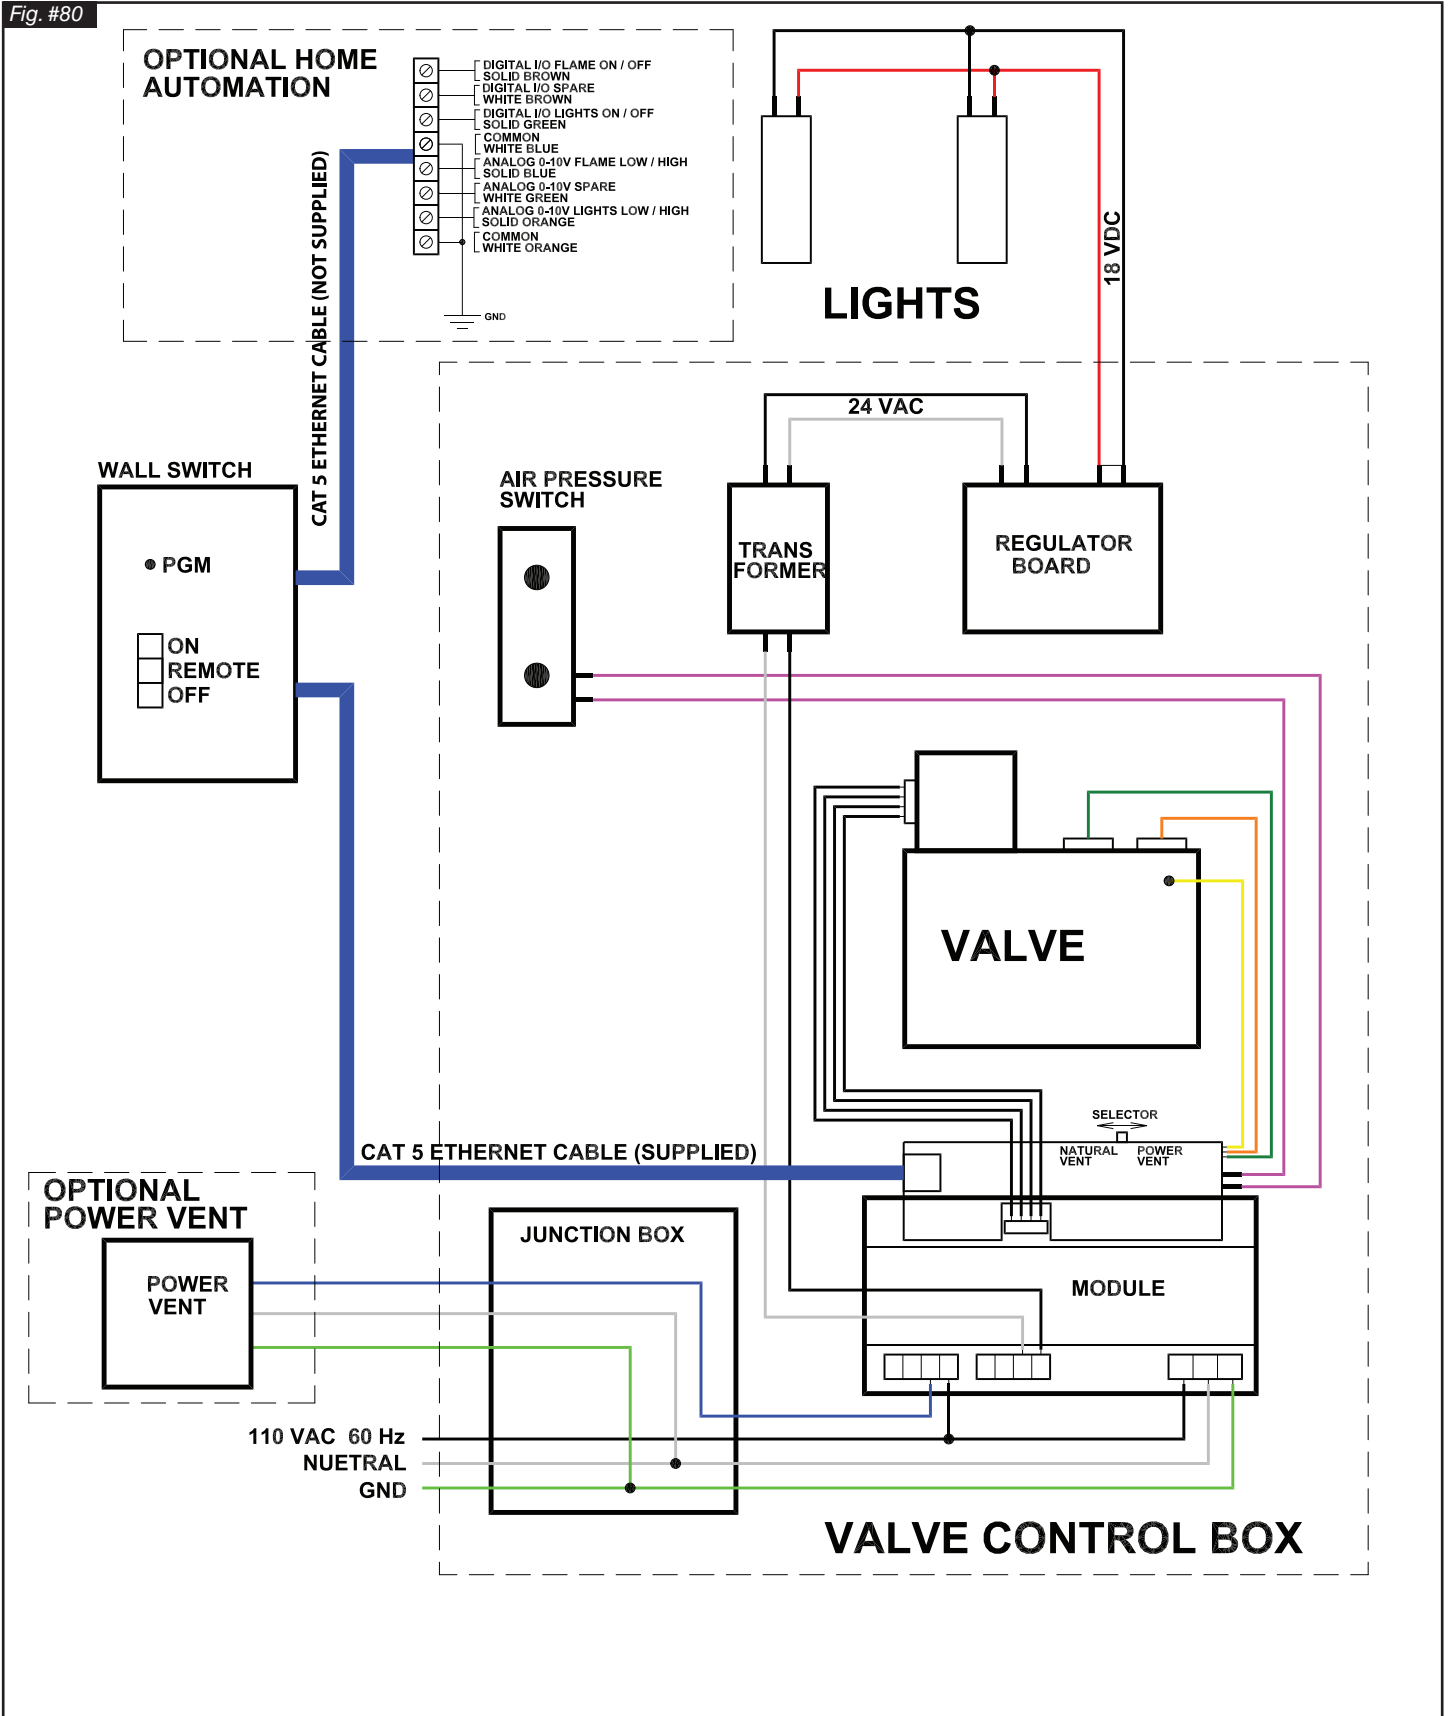 Fig. #80
OPTIONAL HOME
AUTOMATION
DIGITAL I/O FLAME ON / OFF
SOLID BROWN
DIGITAL I/O SPARE
WHITE BROWN
DIGITAL I/O LIGHTS ON / OFF
SOLID GREEN
COMMON
WHITE BLUE
ANALOG 0-10V FLAME LOW / HIGH
SOLID BLUE
ANALOG 0-10V SPARE
WHITE GREEN
ANALOG 0-10V LIGHTS LOW / HIGH
SOLID ORANGE
COMMON
WHITE ORANGE
GND
CAT 5 ETHERNET CABLE (NOT SUPPLIED)
LIGHTS
18 VDC
24 VAC
WALL SWITCH
PGM
ON
REMOTE
OFF
AIR PRESSURE
SWITCH
TRANS
FORMER
REGULATOR
BOARD
VALVE
SELECTOR
NATURAL
VENT
POWER
VENT
CAT 5 ETHERNET CABLE (SUPPLIED)
OPTIONAL
POWER VENT
POWER
VENT
JUNCTION BOX
MODULE
110 VAC 60 Hz
NUETRAL
GND
VALVE CONTROL BOX